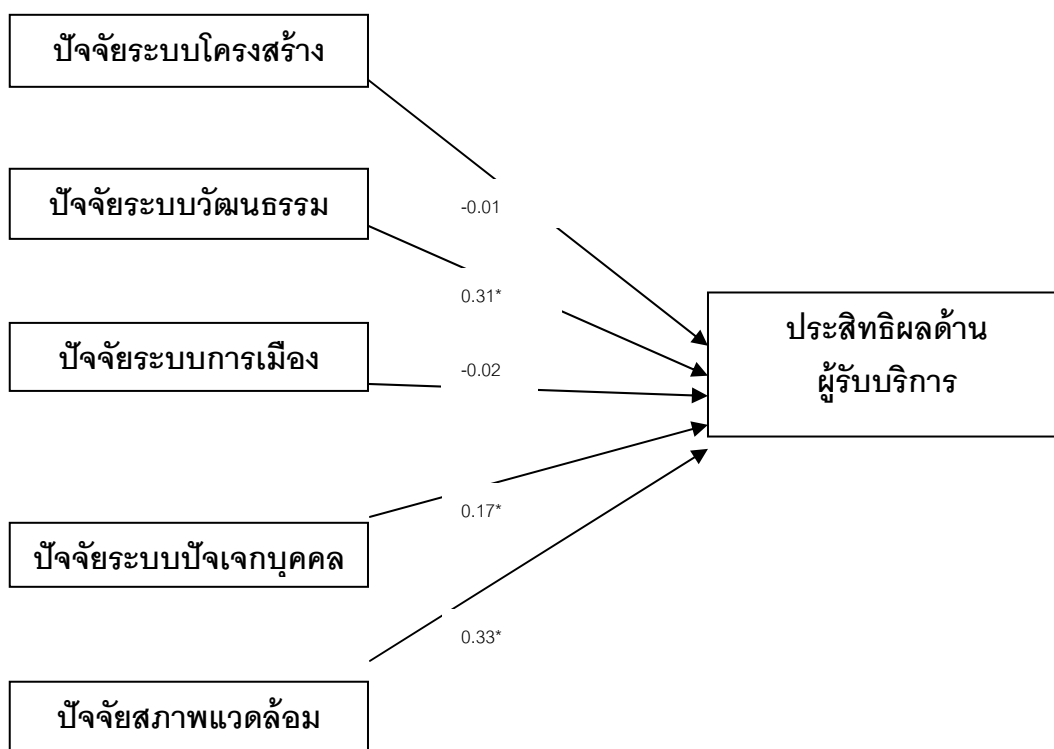 ปัจจัยระบบโครงสร้าง
ปัจจัยระบบวัฒนธรรม
-0.01
0.31*
ปัจจัยระบบการเมือง
-0.02
ประสิทธิผลด้าน
ผู้รับบริการ
0.17*
ปัจจัยระบบปัจเจกบุคคล
0.33*
ปัจจัยสภาพแวดล้อม